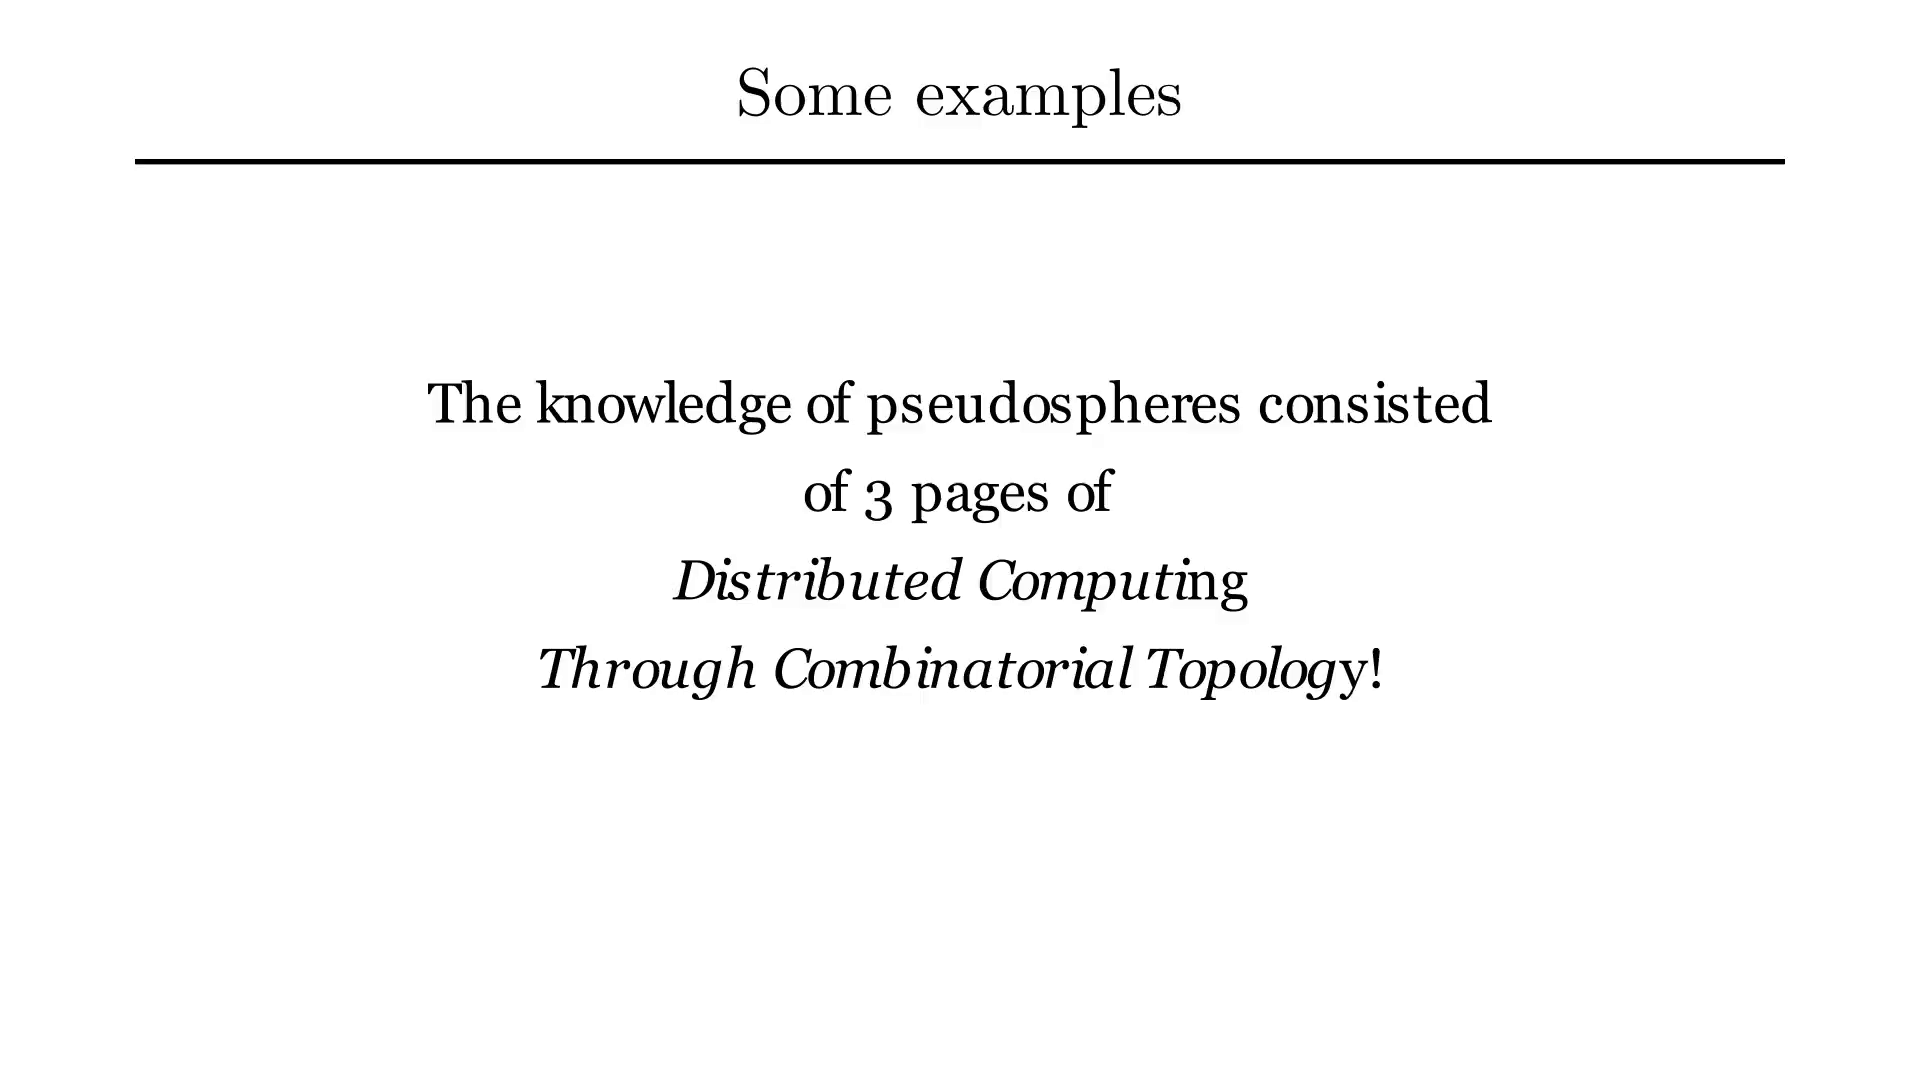 Some examples
The knowledge of pseudospheres consisted
of 3 pages of
Distributed Computing
Through Combinatorial Topology!